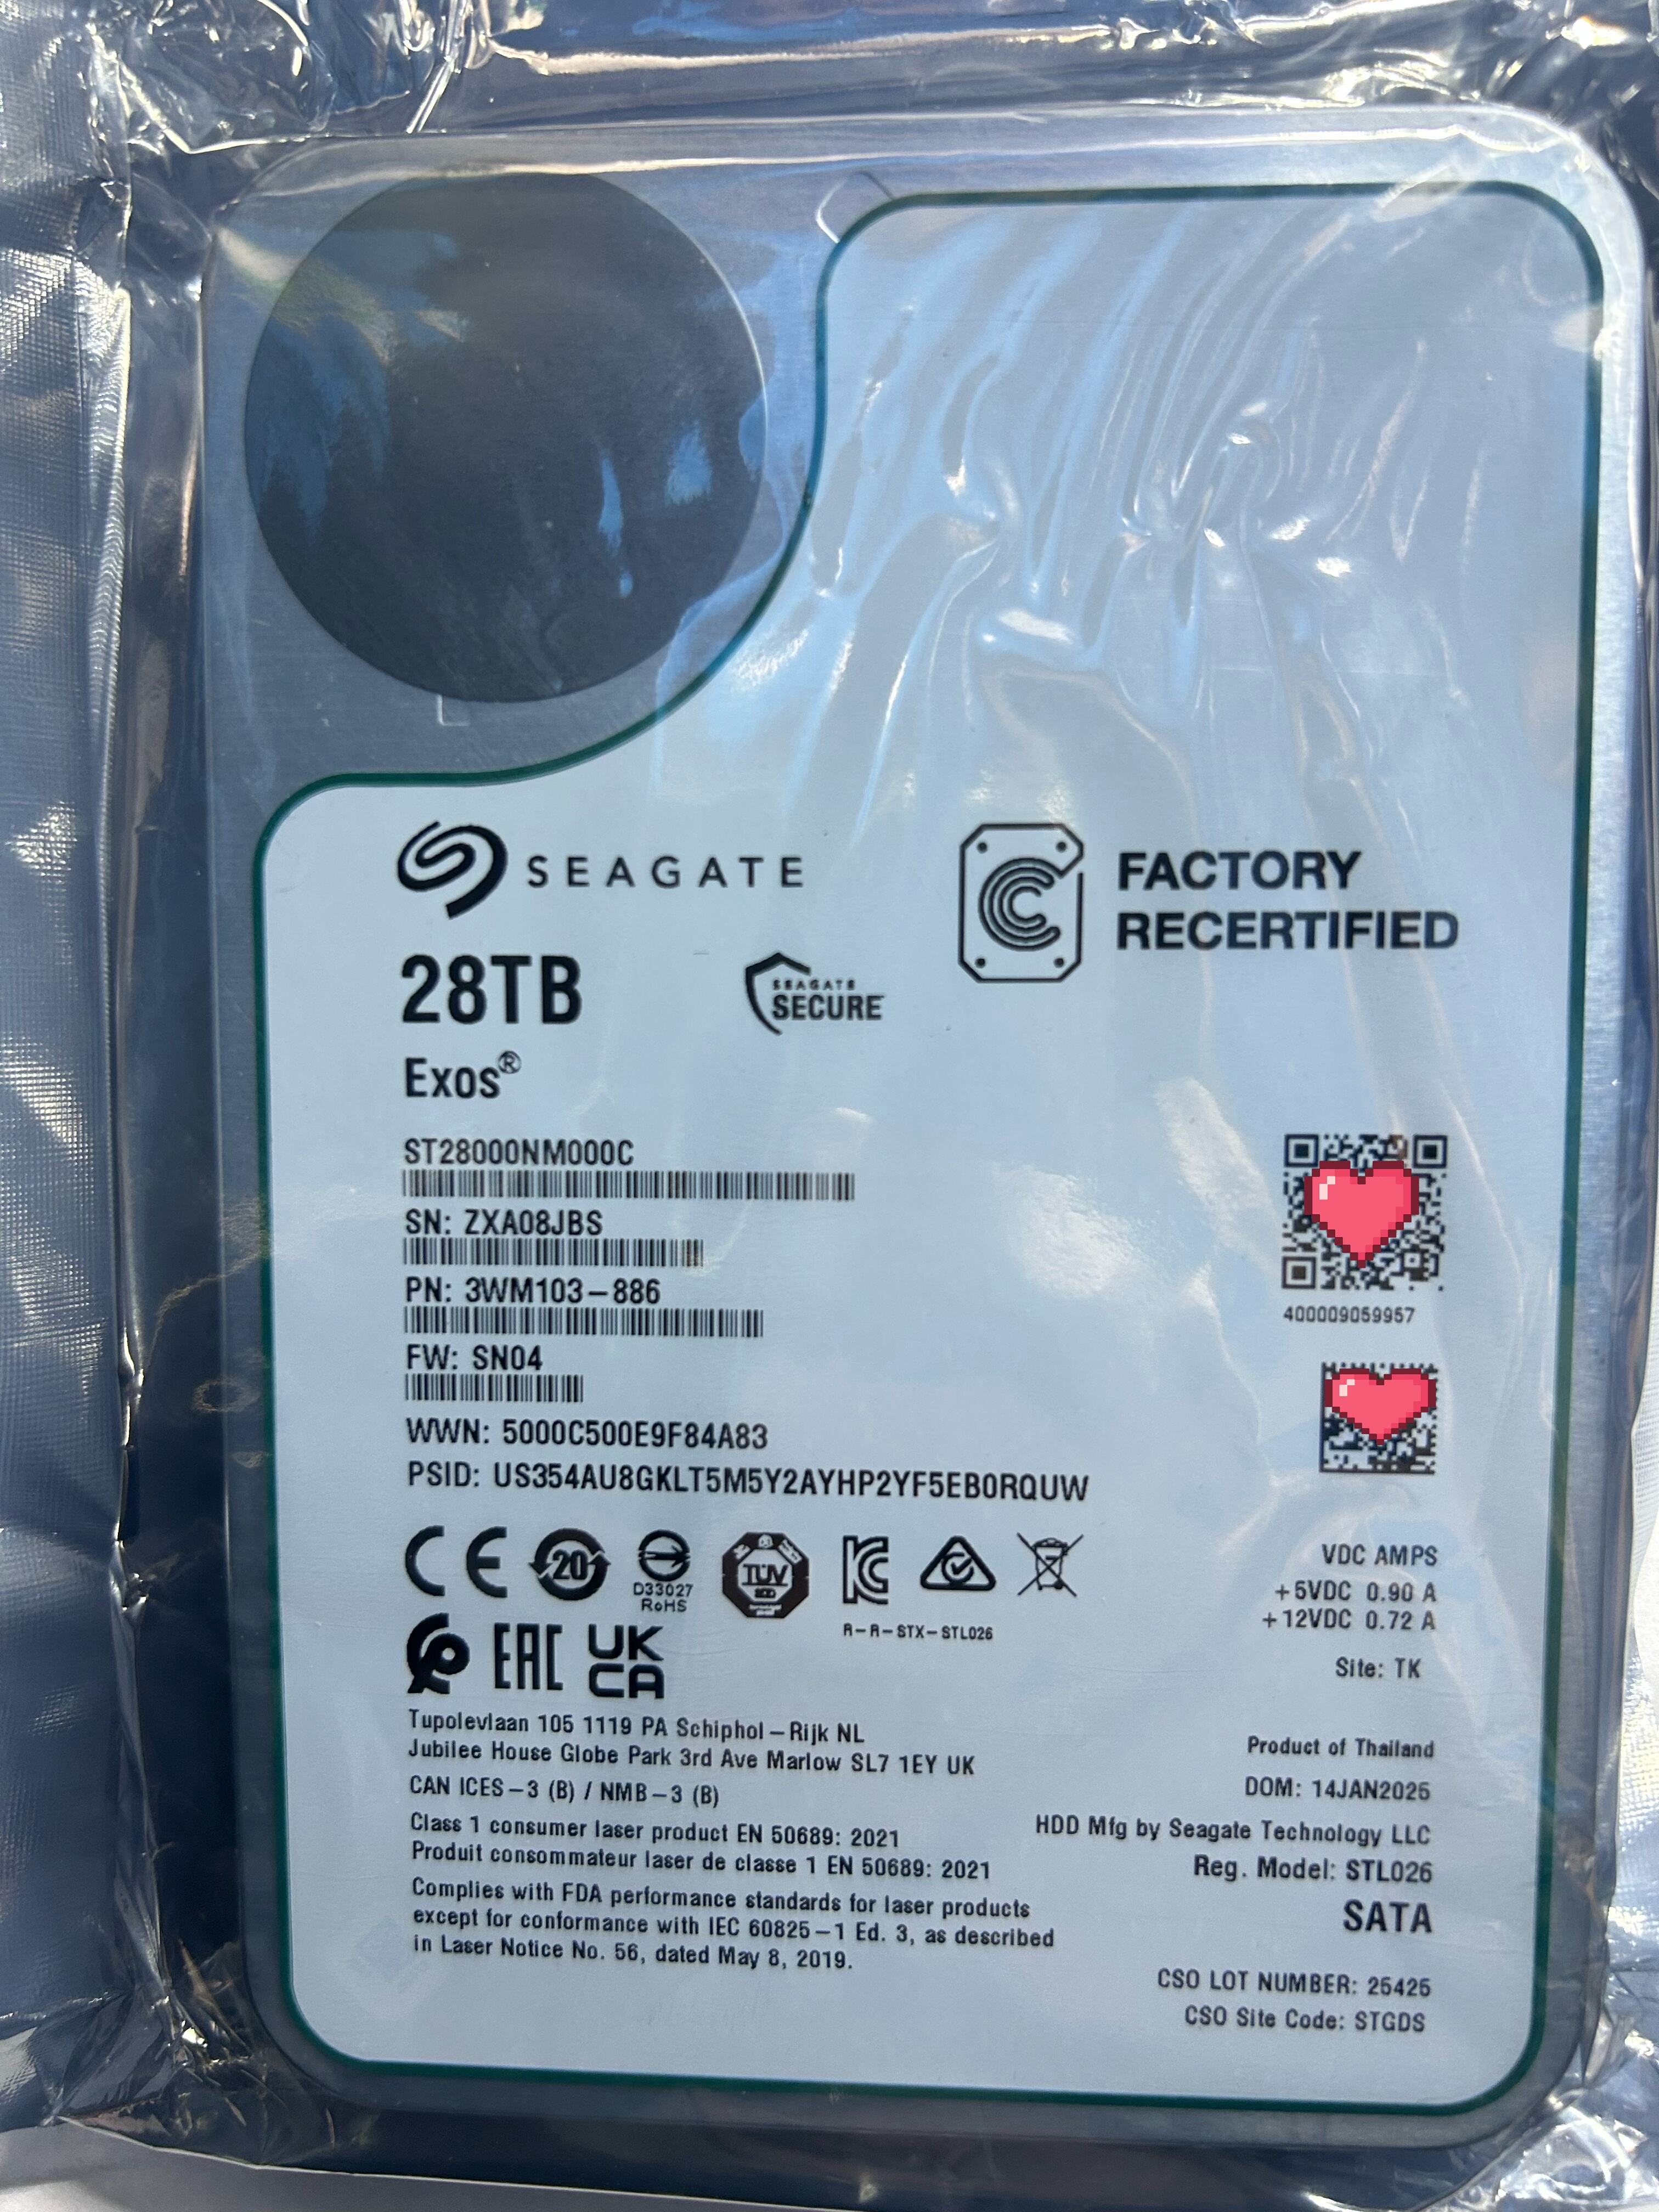 SEAGATE
FACTORY
RECERTIFIED
28TB
SEAGATE
SECURE
Exos®
ST28000NM000C
SN: ZXA08JBS
PN: 3WM103-886
400009059957
FW: SN04
WWN: 5000C500E9F84A83
PSID: US354AU8GKLT5M5Y2AYHP2YF5EB0RQUW
CE
20
D33027
RoHS
TÜV
R-R-STX-STL026
EAC
UK
CA
VDC AMPS
+5VDC 0.90 A
+12VDC 0.72 A
Site: TK
Tupolevlaan 105 1119 PA Schiphol-Rijk NL
Jubilee House Globe Park 3rd Ave Marlow SL7 1EY UK
CAN ICES-3 (B) / NMB-3 (B)
Class 1 consumer laser product EN 50689: 2021
Produit consommateur laser de classe 1 EN 50689: 2021
Complies with FDA performance standards for laser products
except for conformance with IEC 60825-1 Ed. 3, as described
in Laser Notice No. 56, dated May 8, 2019.
Product of Thailand
DOM: 14JAN2025
HDD Mfg by Seagate Technology LLC
Reg. Model: STL026
SATA
CSO LOT NUMBER: 25425
CSO Site Code: STGDS